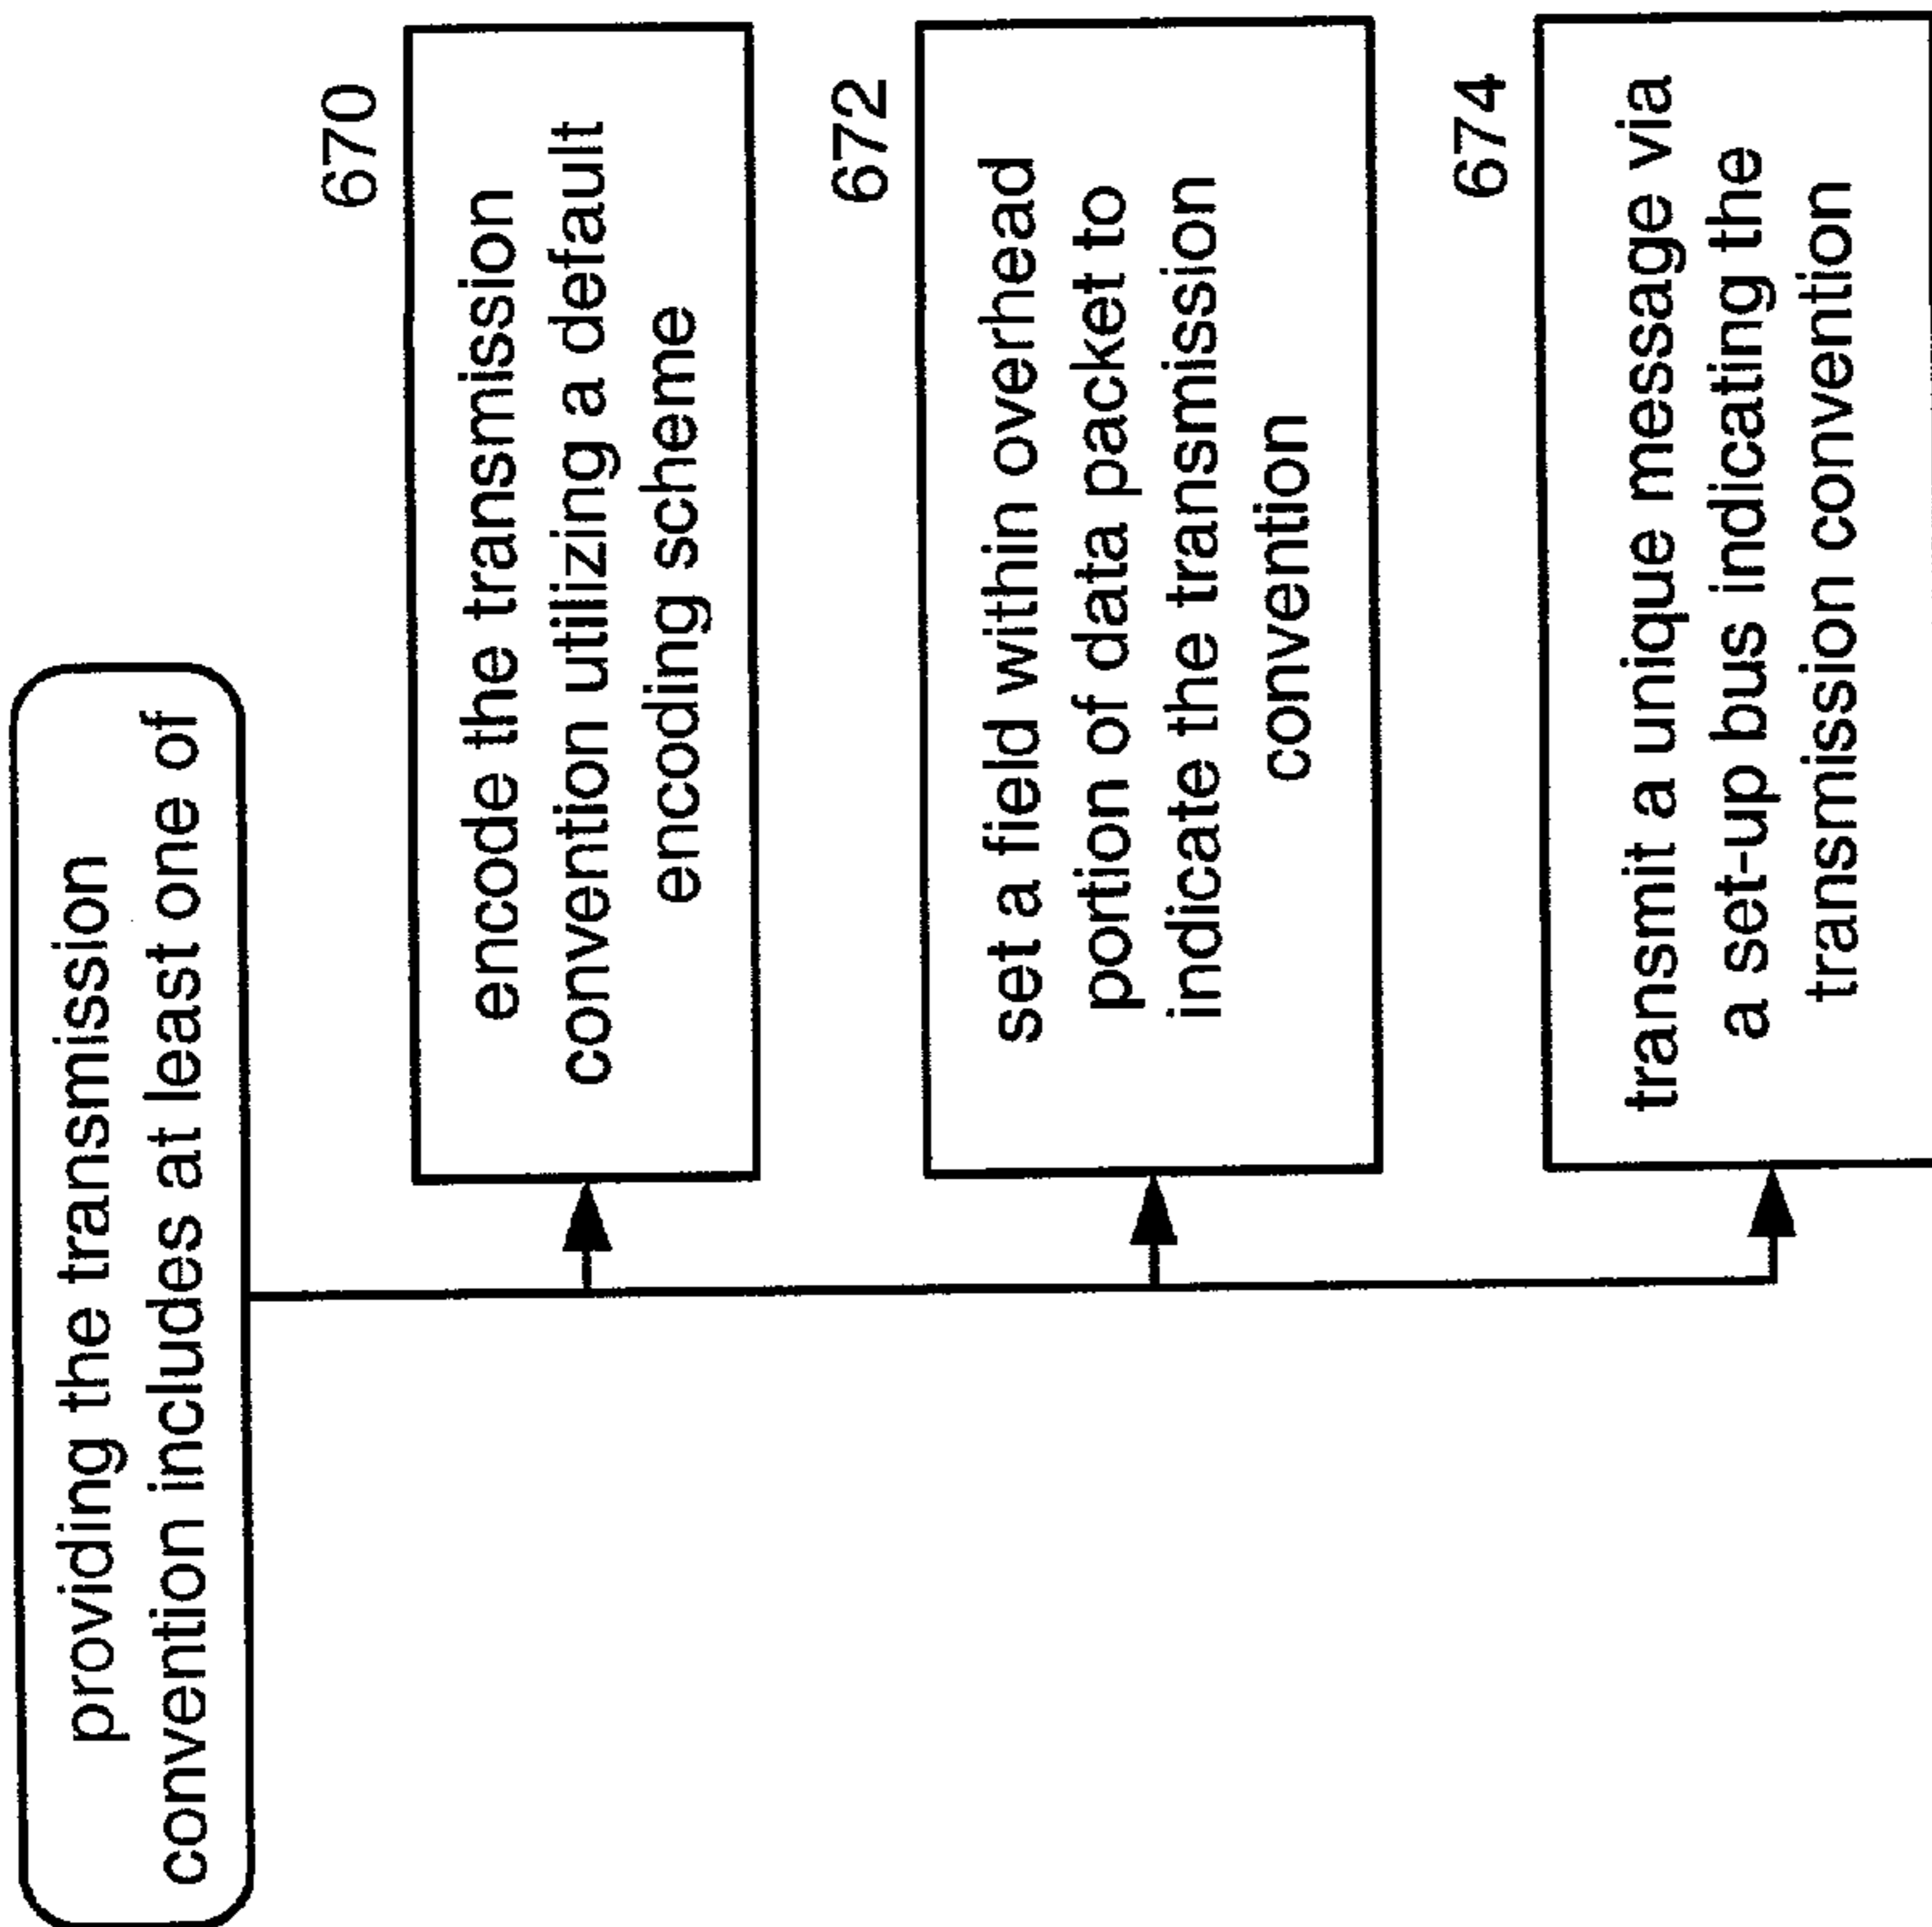 providing the transmission
convention includes at least one of
670
encode the transmission
convention utilizing a default
encoding scheme
672
set a field within overhead
portion of data packet to
indicate the transmission
convention
674
transmit a unique message via
a set-up bus indicating the
transmission convention